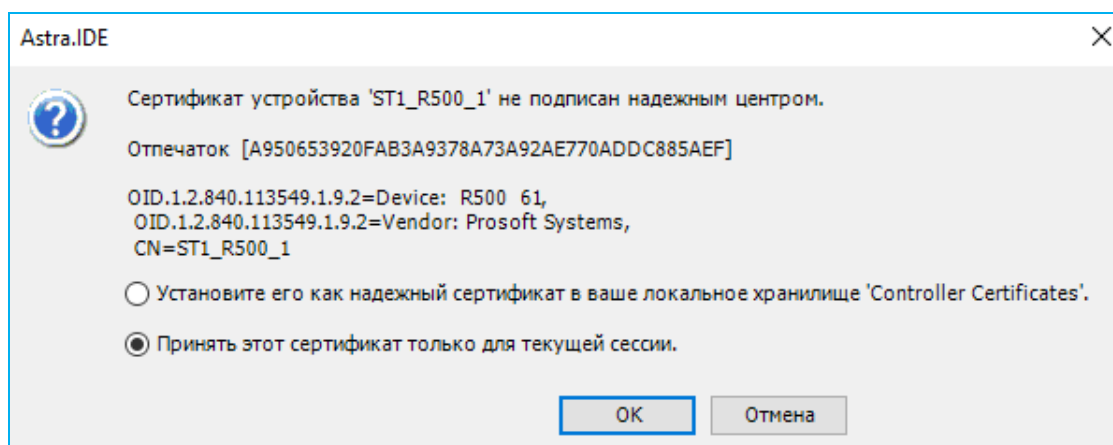 Astra.IDE
Сертификат устройства 'ST1_R500_1' не подписан надежным центром.
Отпечаток [A950653920FAB3A9378A73A92AE770ADDC885AEF]
OID.1.2.840.113549.1.9.2=Device: R500 61,
OID.1.2.840.113549.1.9.2=Vendor: Prosoft Systems,
CN=ST1_R500_1
Установите его как надежный сертификат в ваше локальное хранилище 'Controller Certificates'.
Принять этот сертификат только для текущей сессии.
OK Отмена